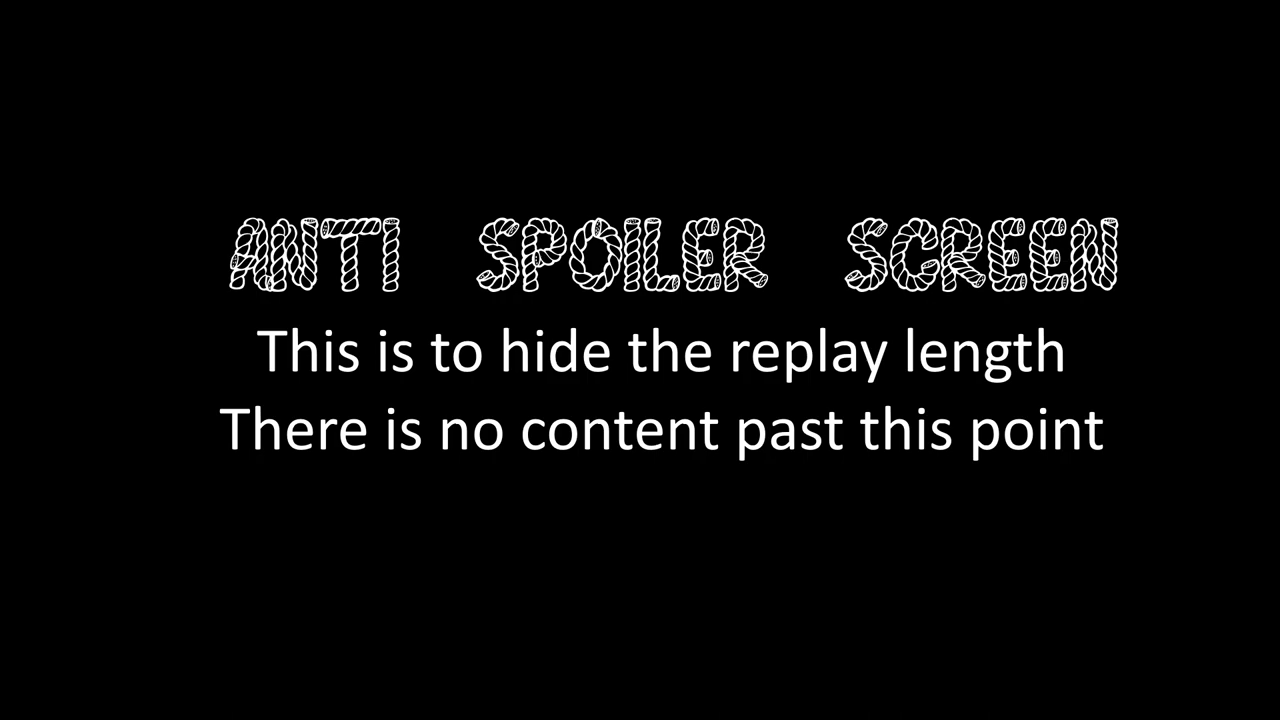 ANTI SPOILER SCREEN
This is to hide the replay length
There is no content past this point